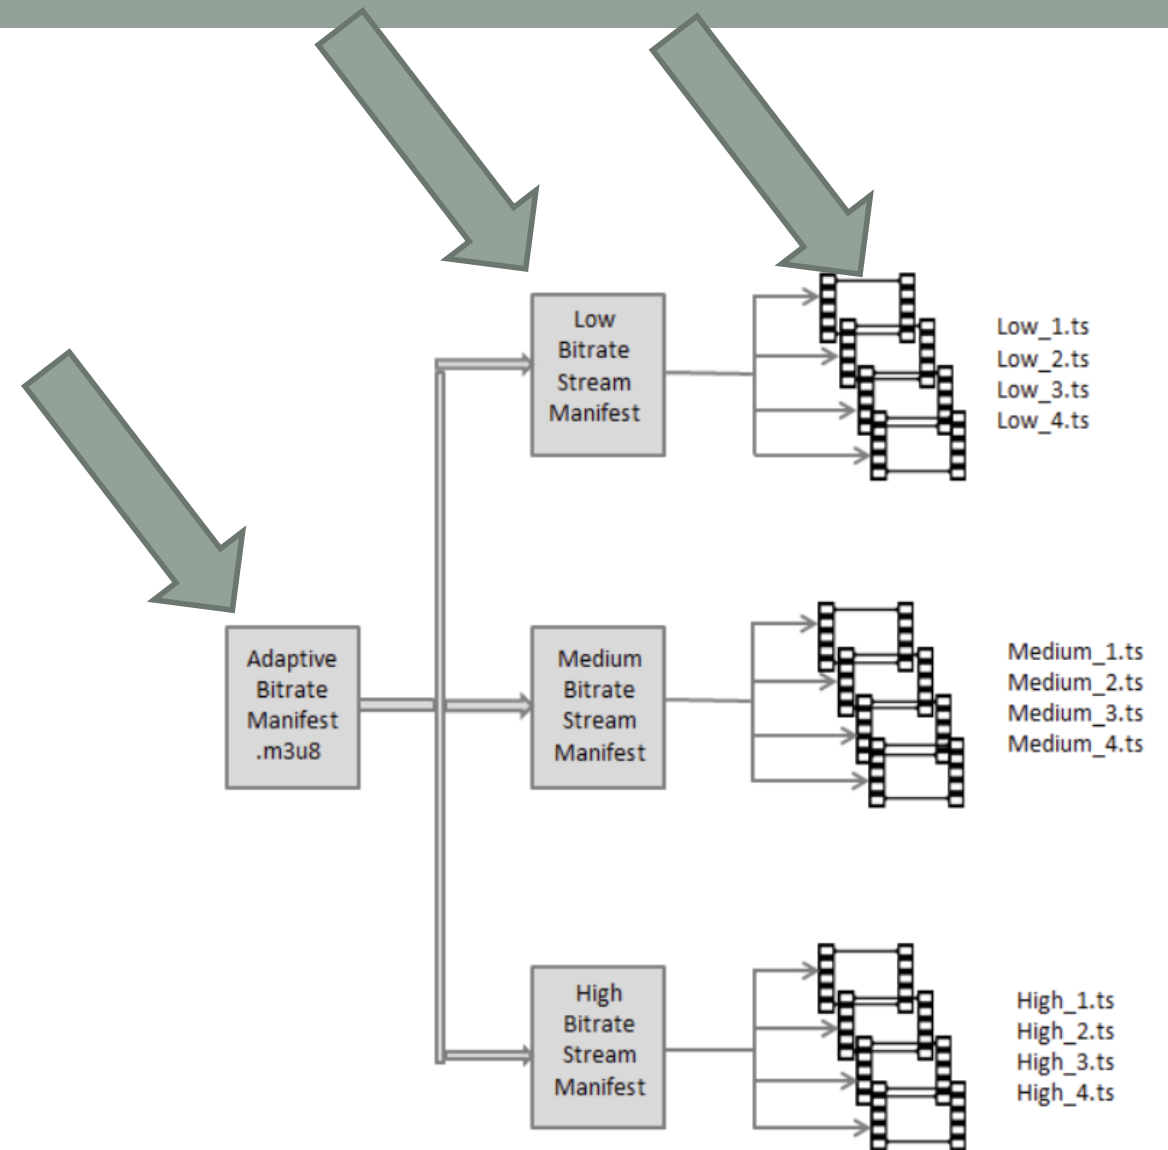 Low
Bitrate
Stream
Manifest
Low_1.ts
Low_2.ts
Low_3.ts
Low_4.ts
Adaptive
Bitrate
Manifest
.m3u8
Medium
Bitrate
Stream
Manifest
Medium_1.ts
Medium_2.ts
Medium_3.ts
Medium_4.ts
High
Bitrate
Stream
Manifest
High_1.ts
High_2.ts
High_3.ts
High_4.ts